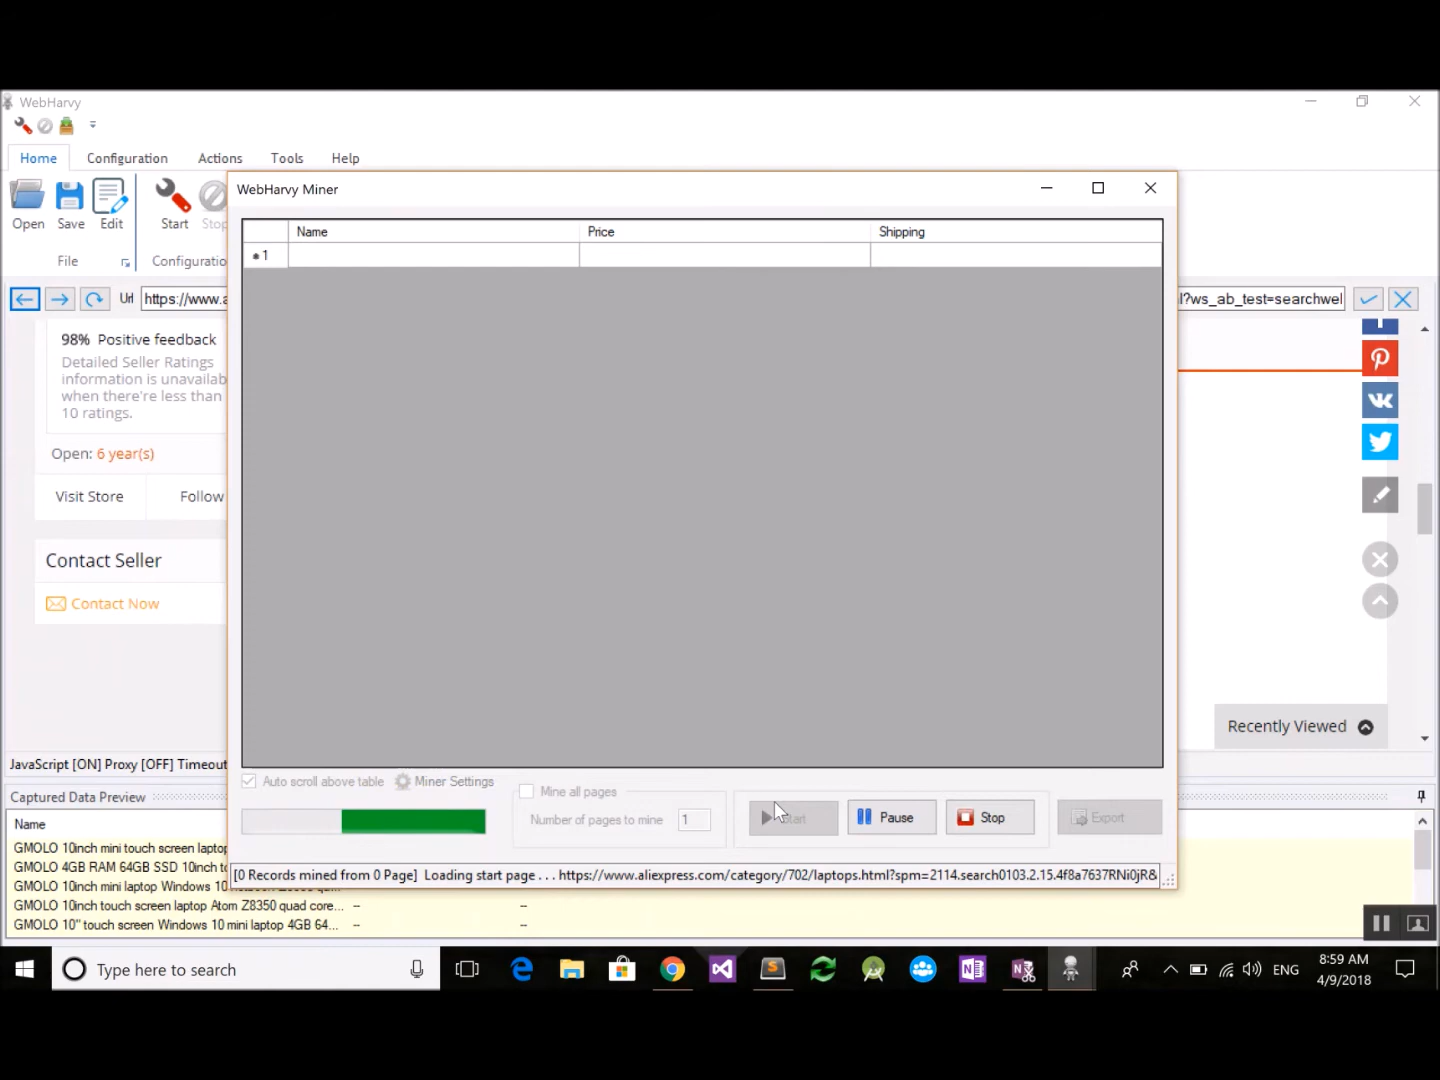 WebHarvy
Home Configuration Actions Tools Help
Open Save Edit Start Stop
File Configuratio
WebHarvy Miner
Name Price Shipping
1
Url https://www.a
l?ws_ab_test=searchwel
98% Positive feedback
Detailed Seller Ratings
information is unavailab
when there're less than
10 ratings.
Open: 6 year(s)
Visit Store Follow
Contact Seller
Contact Now
Recently Viewed
JavaScript [ON] Proxy [OFF] Timeout
Auto scroll above table Miner Settings
Mine all pages
Number of pages to mine 1
Start Pause Stop Export
[0 Records mined from 0 Page] Loading start page . . . https://www.aliexpress.com/category/702/laptops.html?spm=2114.search0103.2.15.4f8a7637RNi0jR&
Captured Data Preview
Name
GMOLO 10inch mini touch screen laptop
GMOLO 4GB RAM 64GB SSD 10inch to
GMOLO 10inch mini laptop Windows 10
GMOLO 10inch touch screen laptop Atom Z8350 quad core... -- --
GMOLO 10" touch screen Windows 10 mini laptop 4GB 64... -- --
Type here to search
ENG
8:59 AM
4/9/2018